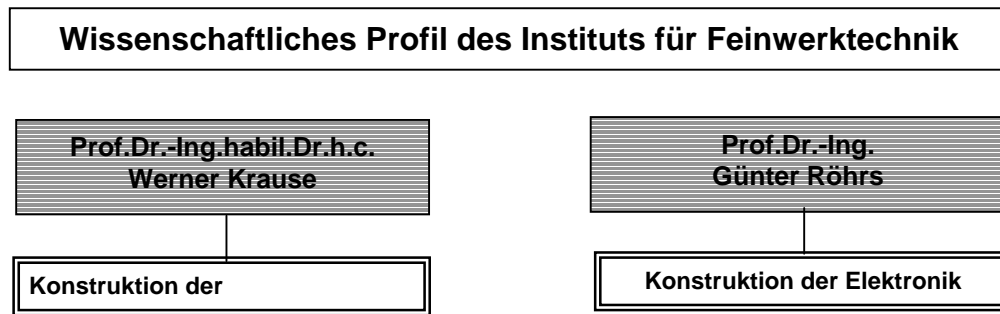 Wissenschaftliches Profil des Instituts für Feinwerktechnik
Prof.Dr.-Ing.habil.Dr.h.c.
Werner Krause
Prof.Dr.-Ing.
Günter Röhrs
Konstruktion der
Konstruktion der Elektronik